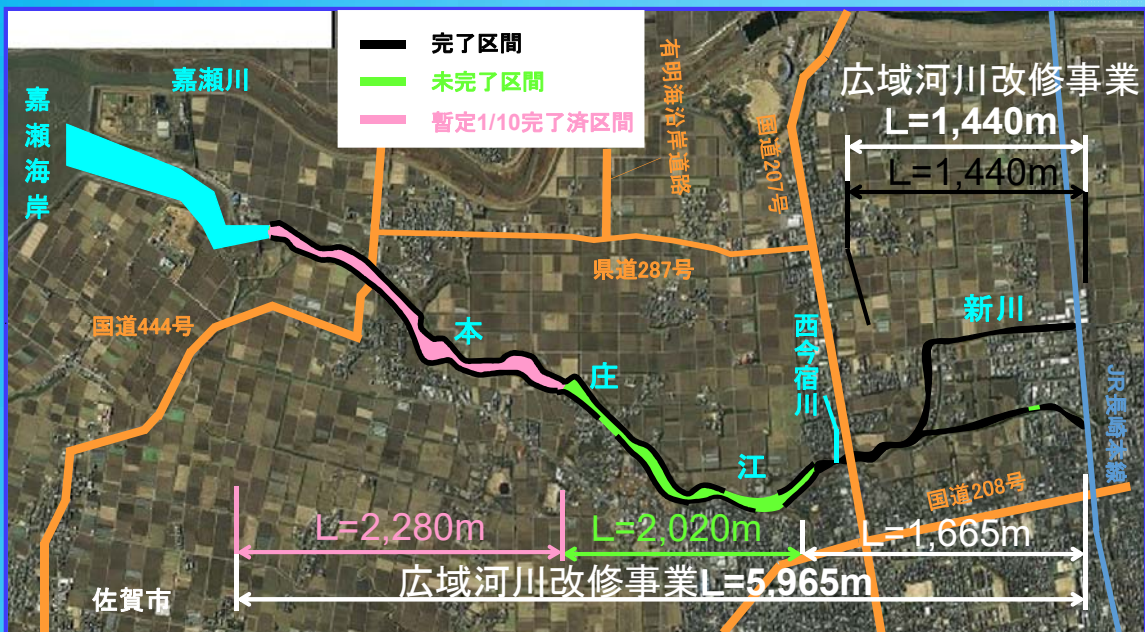 完了区間
未完了区間
暫定1/10完了済区間
嘉瀬川
嘉瀬海岸
有明海沿岸道路
国道207号
広域河川改修事業
L=1,440m
L=1,440m
県道287号
国道444号
本
庄
江
西今宿川
新川
JR長崎本線
国道208号
L=2,280m
L=2,020m
L=1,665m
広域河川改修事業L=5,965m
佐賀市